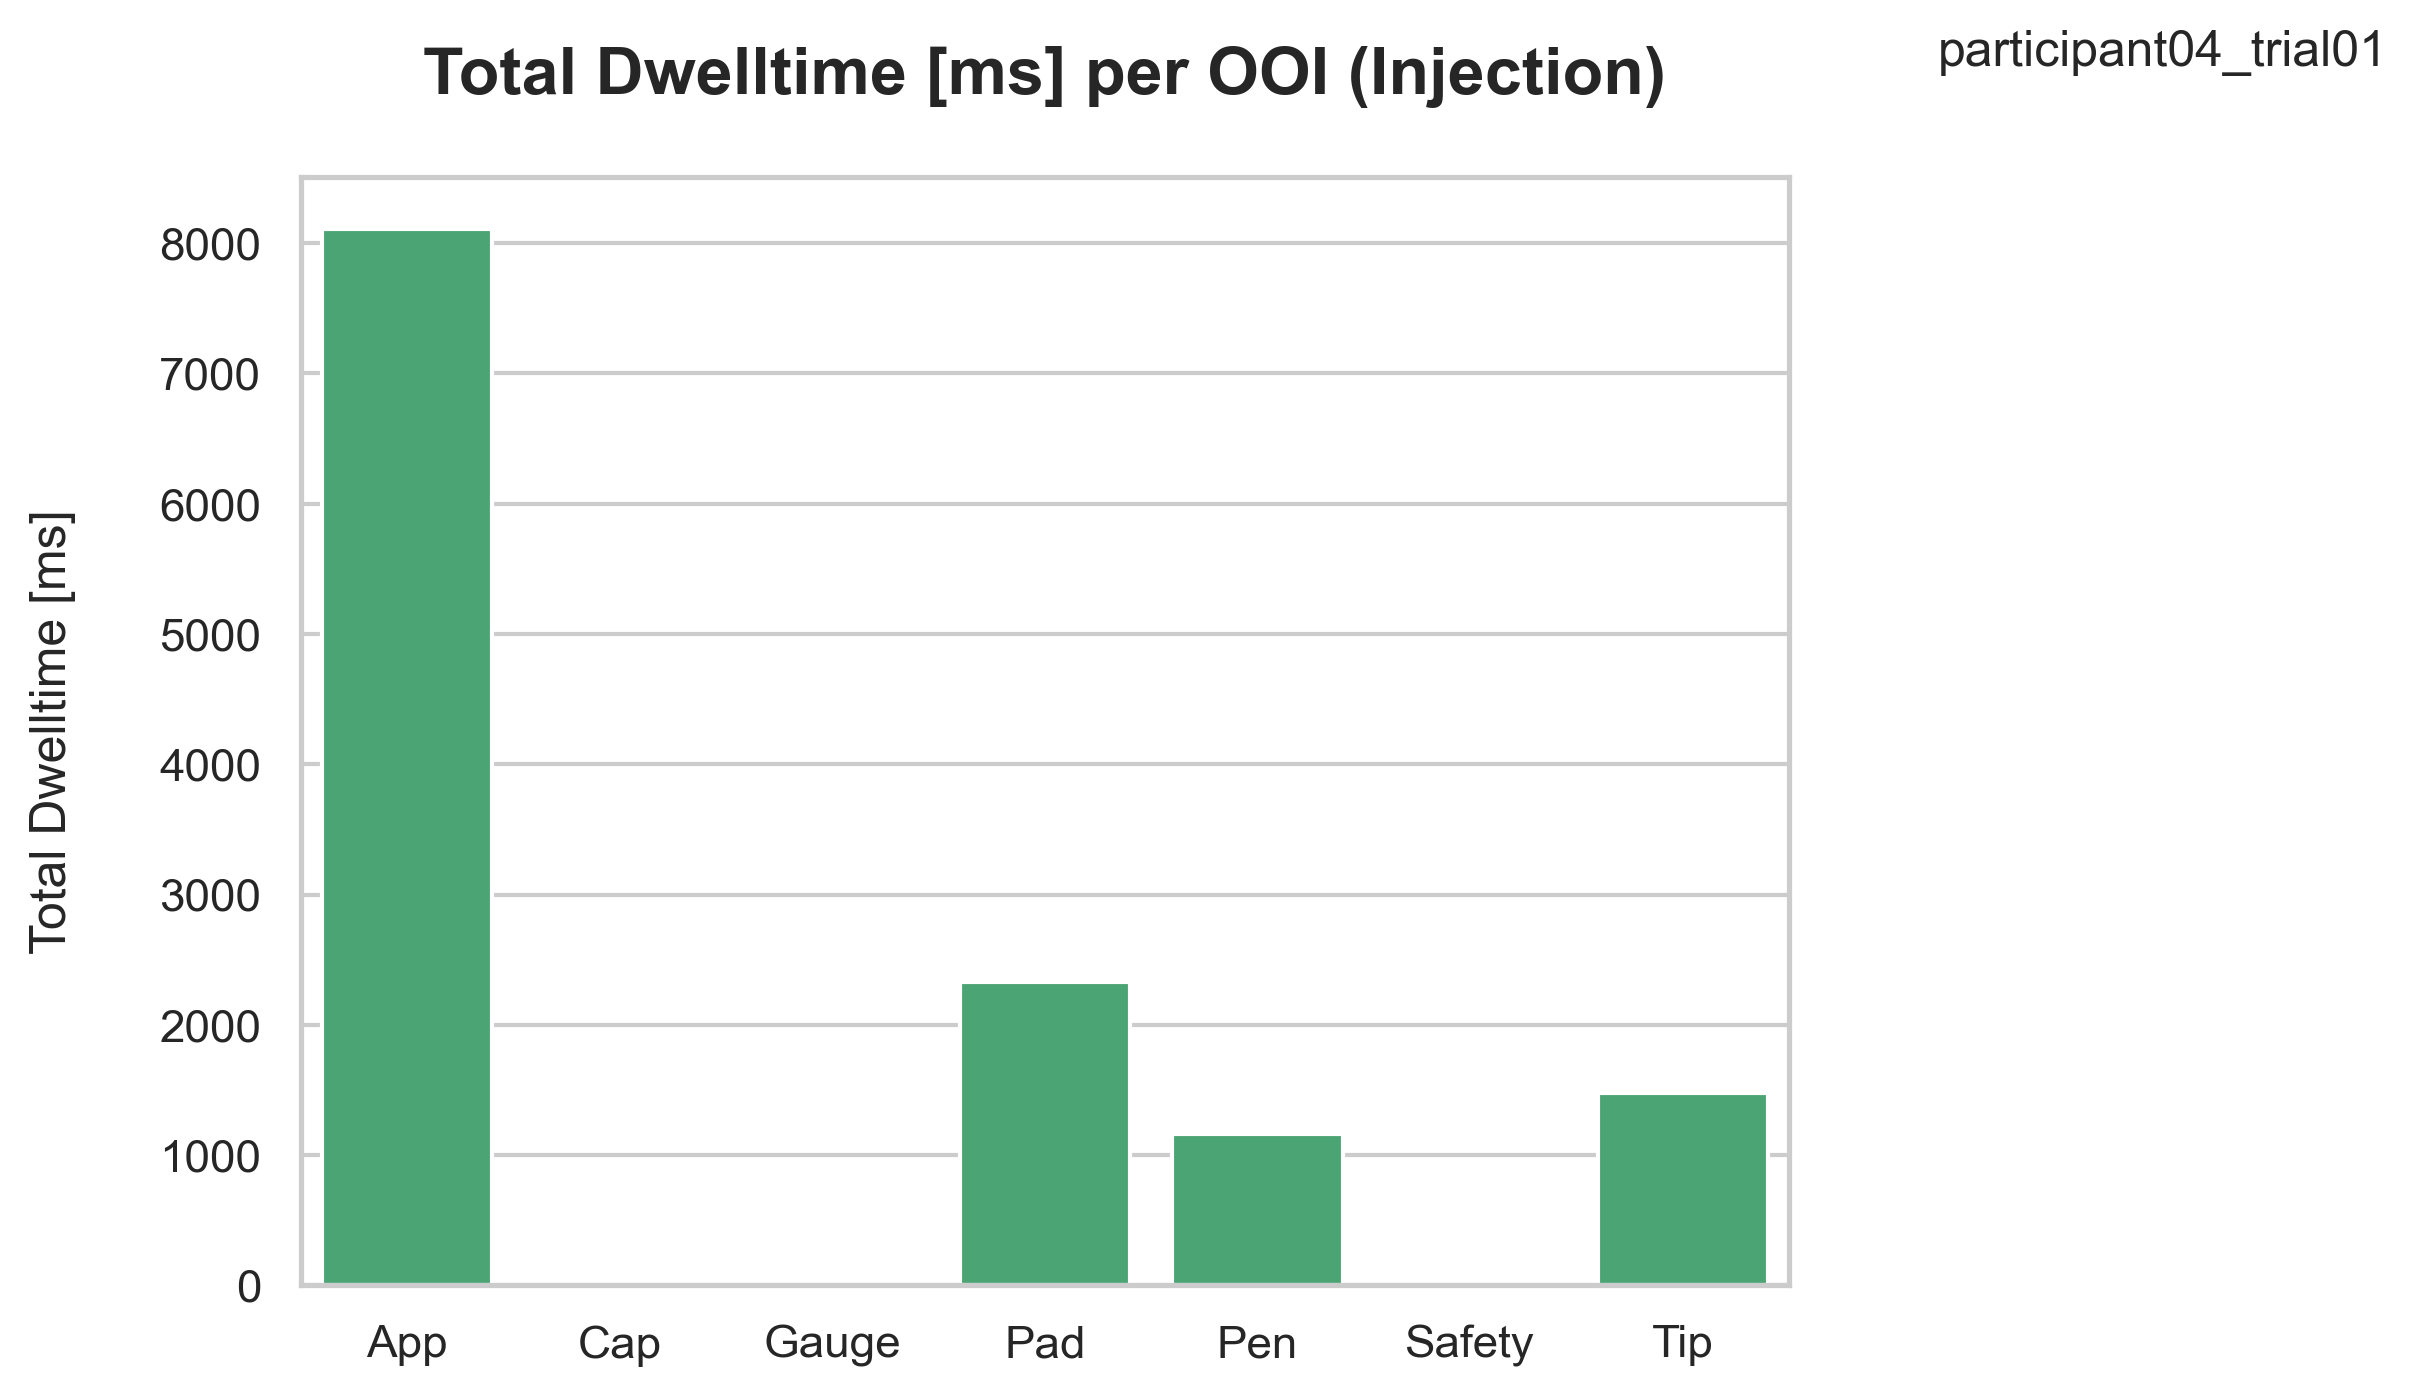 participant04_trial01
Total Dwelltime [ms] per OOI (Injection)
Total Dwelltime [ms]
8000
7000
6000
5000
4000
3000
2000
1000
0
App Cap Gauge Pad Pen Safety Tip